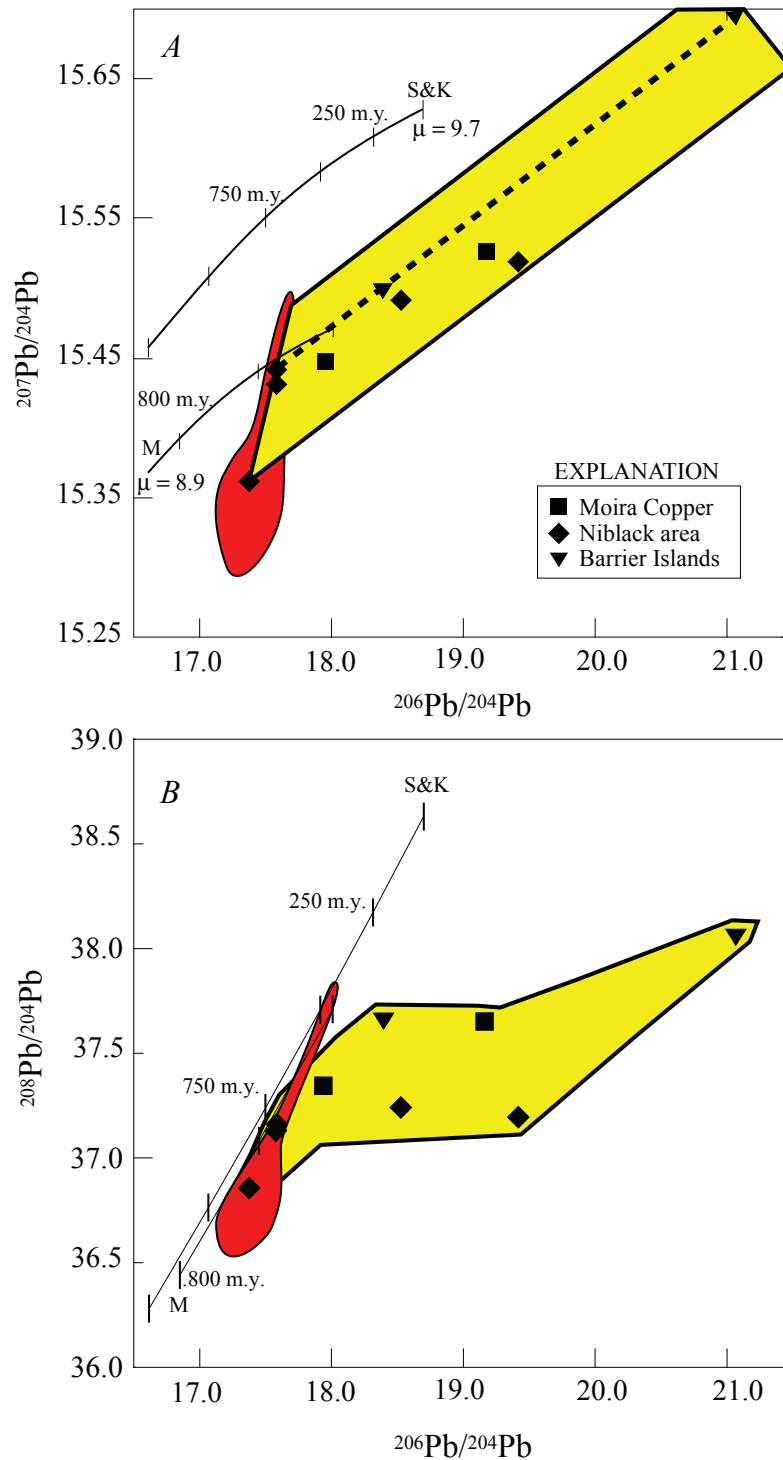 A
15.65
15.55
15.45
15.35
15.25
207Pb/204Pb
S&K
250 m.y.
μ = 9.7
750 m.y.
800 m.y.
M
μ = 8.9
EXPLANATION
Moira Copper
Niblack area
Barrier Islands
17.0 18.0 19.0 20.0 21.0
206Pb/204Pb
B
39.0
38.5
38.0
37.5
37.0
36.5
36.0
208Pb/204Pb
S&K
250 m.y.
750 m.y.
.800 m.y.
M
17.0 18.0 19.0 20.0 21.0
206Pb/204Pb